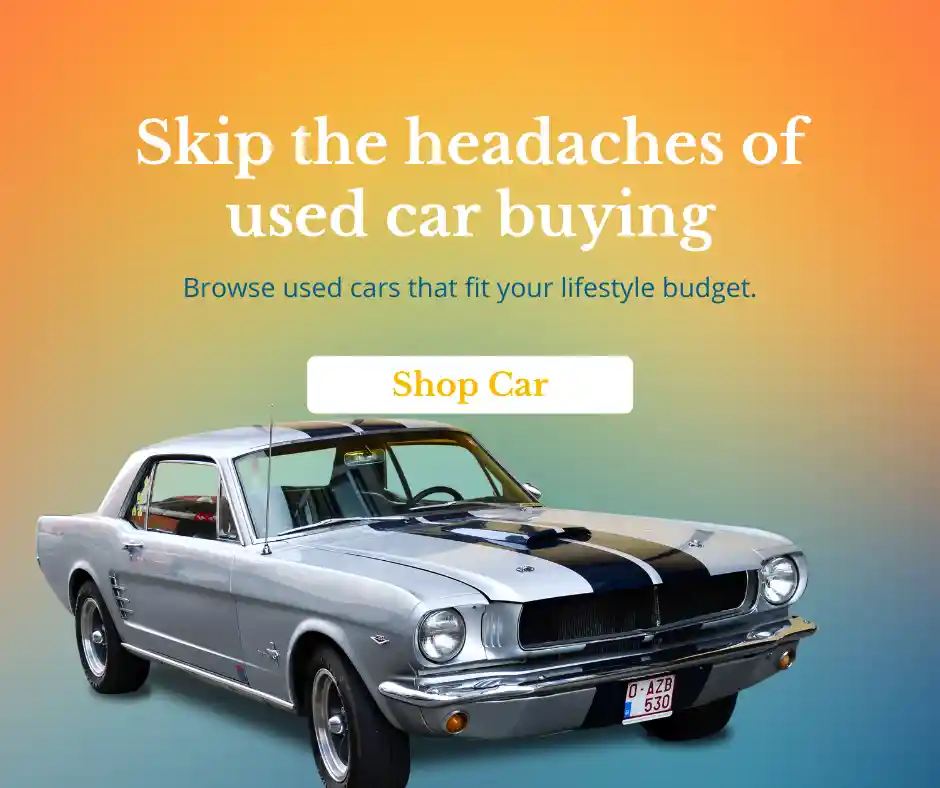 Skip the headaches of
used car buying
Browse used cars that fit your lifestyle budget.
Shop Car
O-AZB
530